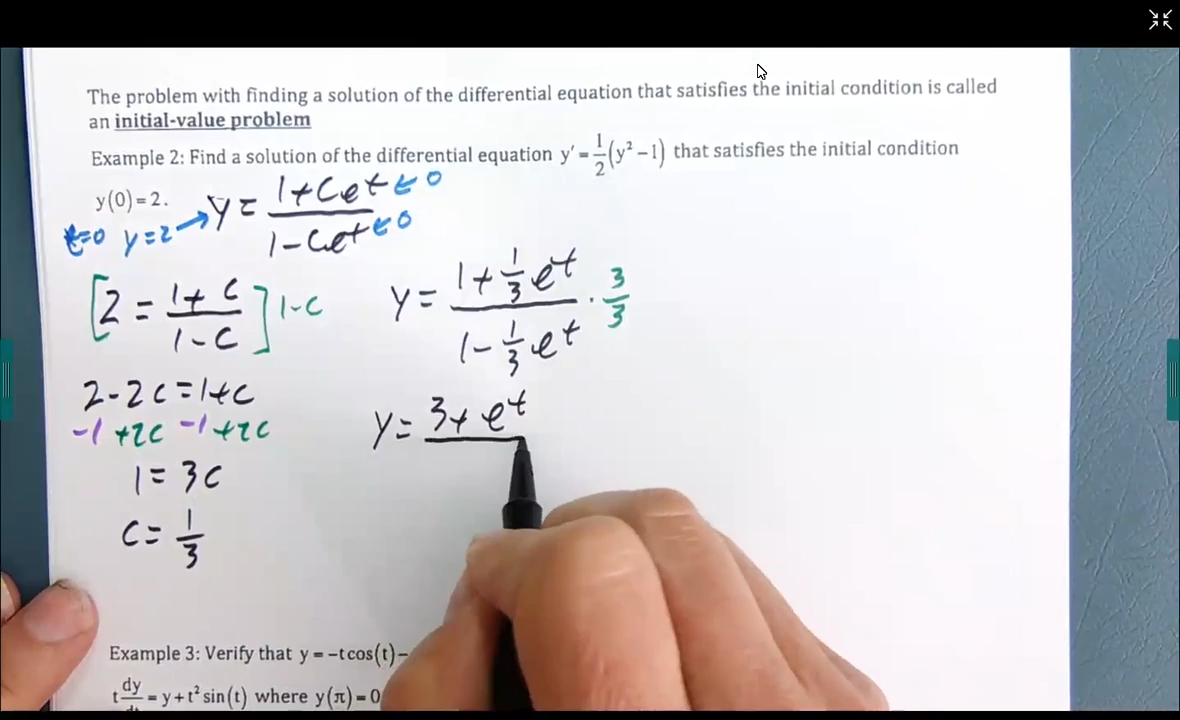 The problem with finding a solution of the differential equation that satisfies the initial condition is called
an initial-value problem
Example 2: Find a solution of the differential equation y′ = 1/2 (y² − 1) that satisfies the initial condition
y(0) = 2.
t=0 y=2 → y = (1 + Ce^t ← 0) / (1 − Ce^t ← 0)
[2 = (1 + C) / (1 − C)] 1−C
2 − 2C = 1 + C
−1 +2C −1 +2C
1 = 3C
C = 1/3
y = (1 + 1/3 e^t) / (1 − 1/3 e^t) · 3/3
y = 3 + e^t
Example 3: Verify that y = −t cos(t) −
t dy/dt = y + t² sin(t) where y(π) = 0